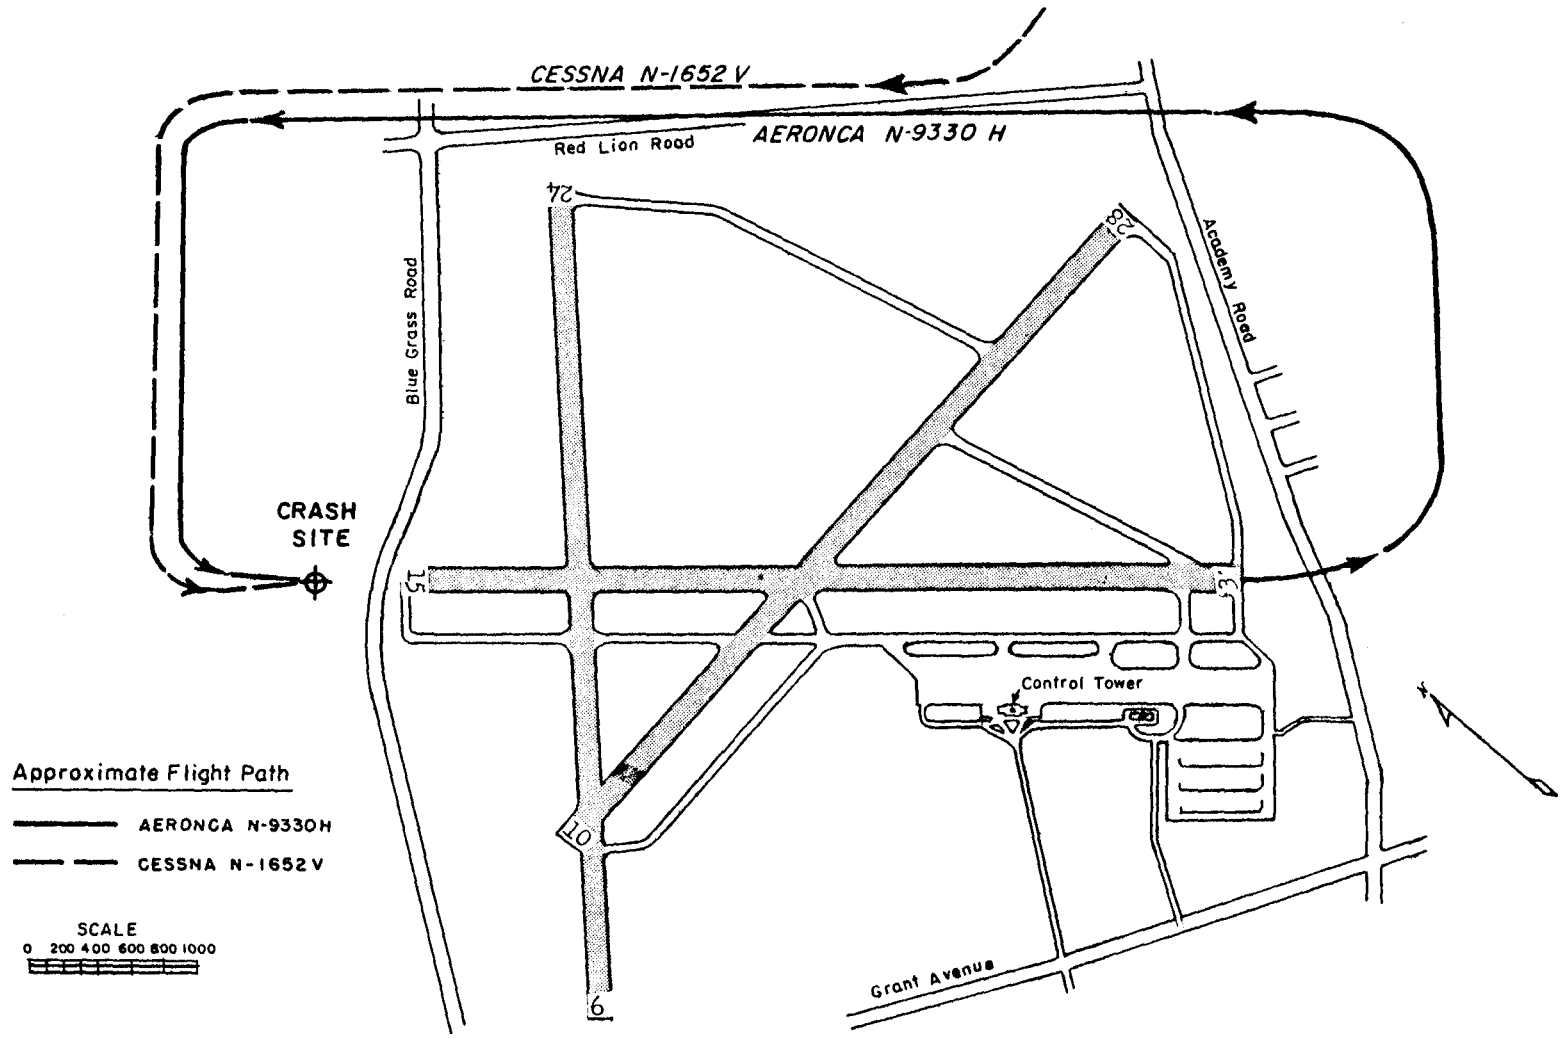 CESSNA N-1652 V
AERONCA N-9330 H
Red Lion Road
24
28
Academy Road
Blue Grass Road
CRASH
SITE
15
33
Control Tower
N
10
6
Grant Avenue
Approximate Flight Path
AERONCA N-9330H
CESSNA N-1652V
SCALE
0 200 400 600 800 1000